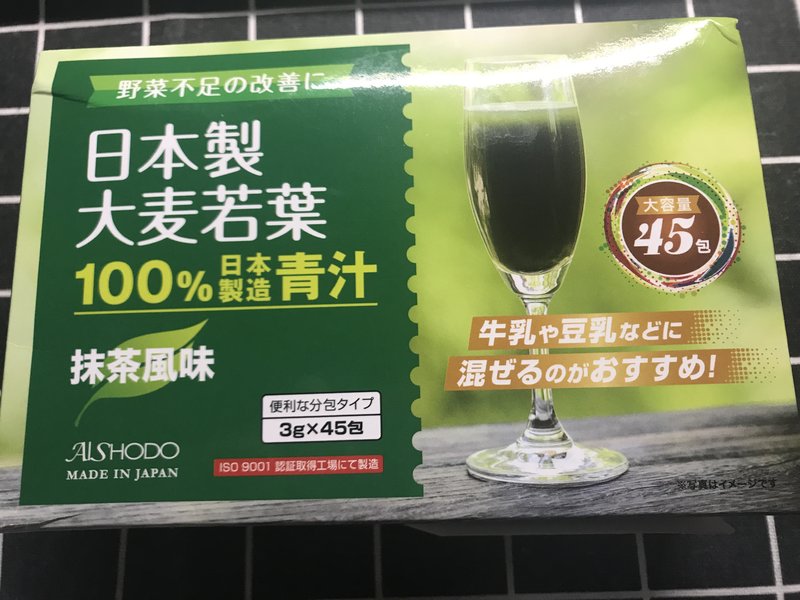 野菜不足の改善に
日本製
大麦若葉
100%日本製造青汁
抹茶風味
便利な分包タイプ
3g×45包
AISHODO
MADE IN JAPAN
ISO 9001 認証取得工場にて製造
大容量
45包
牛乳や豆乳などに
混ぜるのがおすすめ!
※写真はイメージです